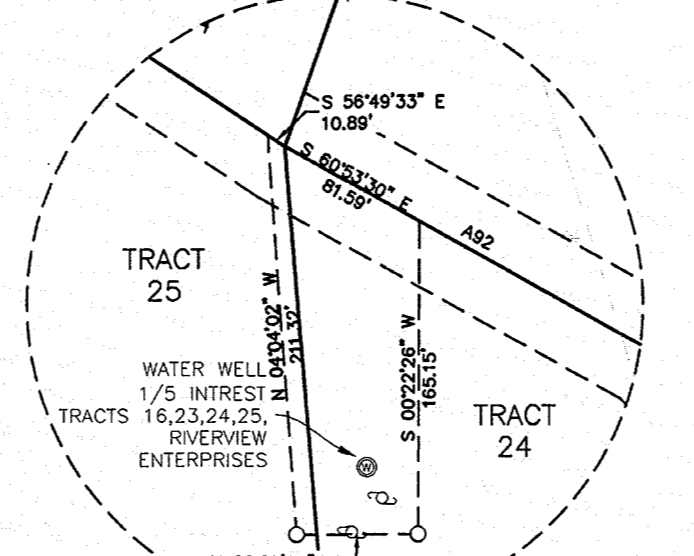 S 56°49'33" E
10.89'
S 60°53'30" E
81.59'
A92
TRACT
25
N 04°04'02" W
211.32'
S 00°22'26" W
165.15'
WATER WELL
1/5 INTREST
TRACTS 16,23,24,25,
RIVERVIEW
ENTERPRISES
W
TRACT
24